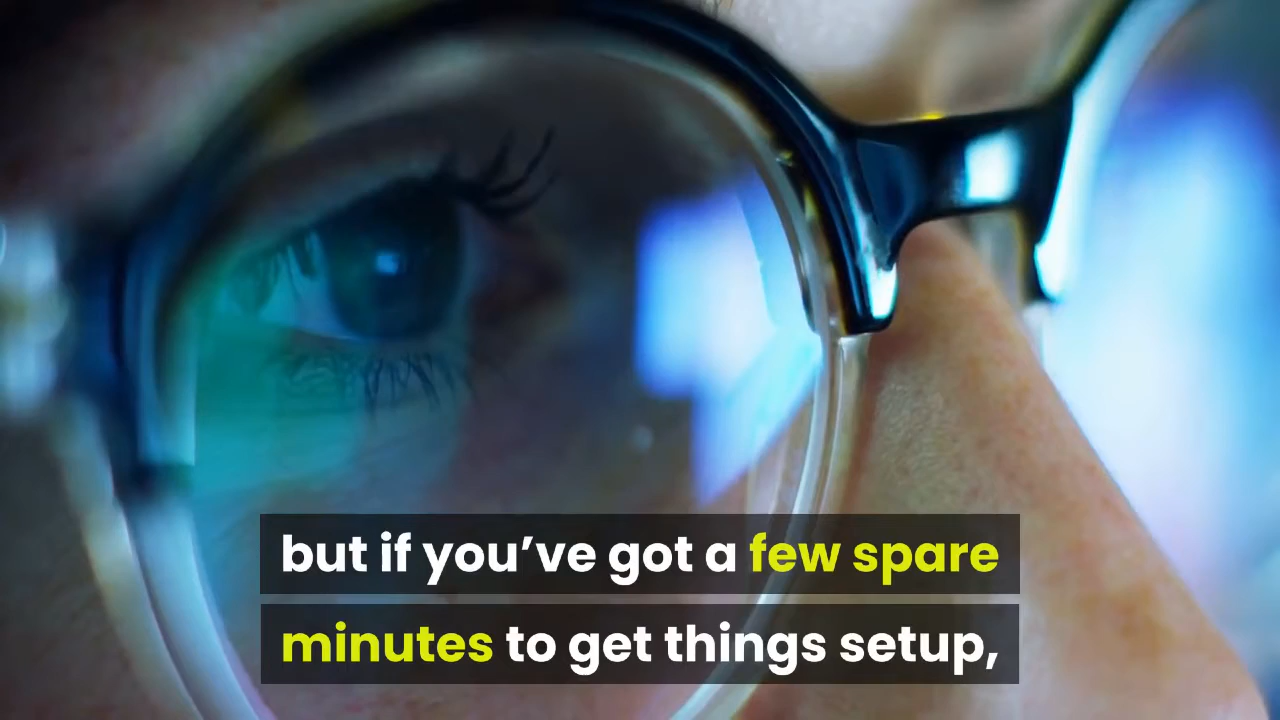 but if you’ve got a few spare
minutes to get things setup,